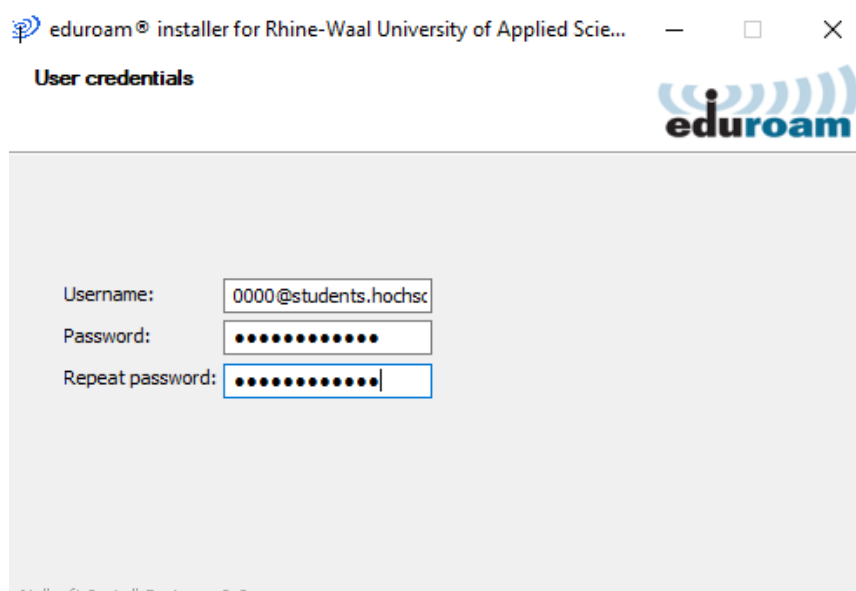 eduroam® installer for Rhine-Waal University of Applied Scie...
User credentials
eduroam
Username: 0000@students.hochsc
Password: ●●●●●●●●●●●●
Repeat password: ●●●●●●●●●●●●